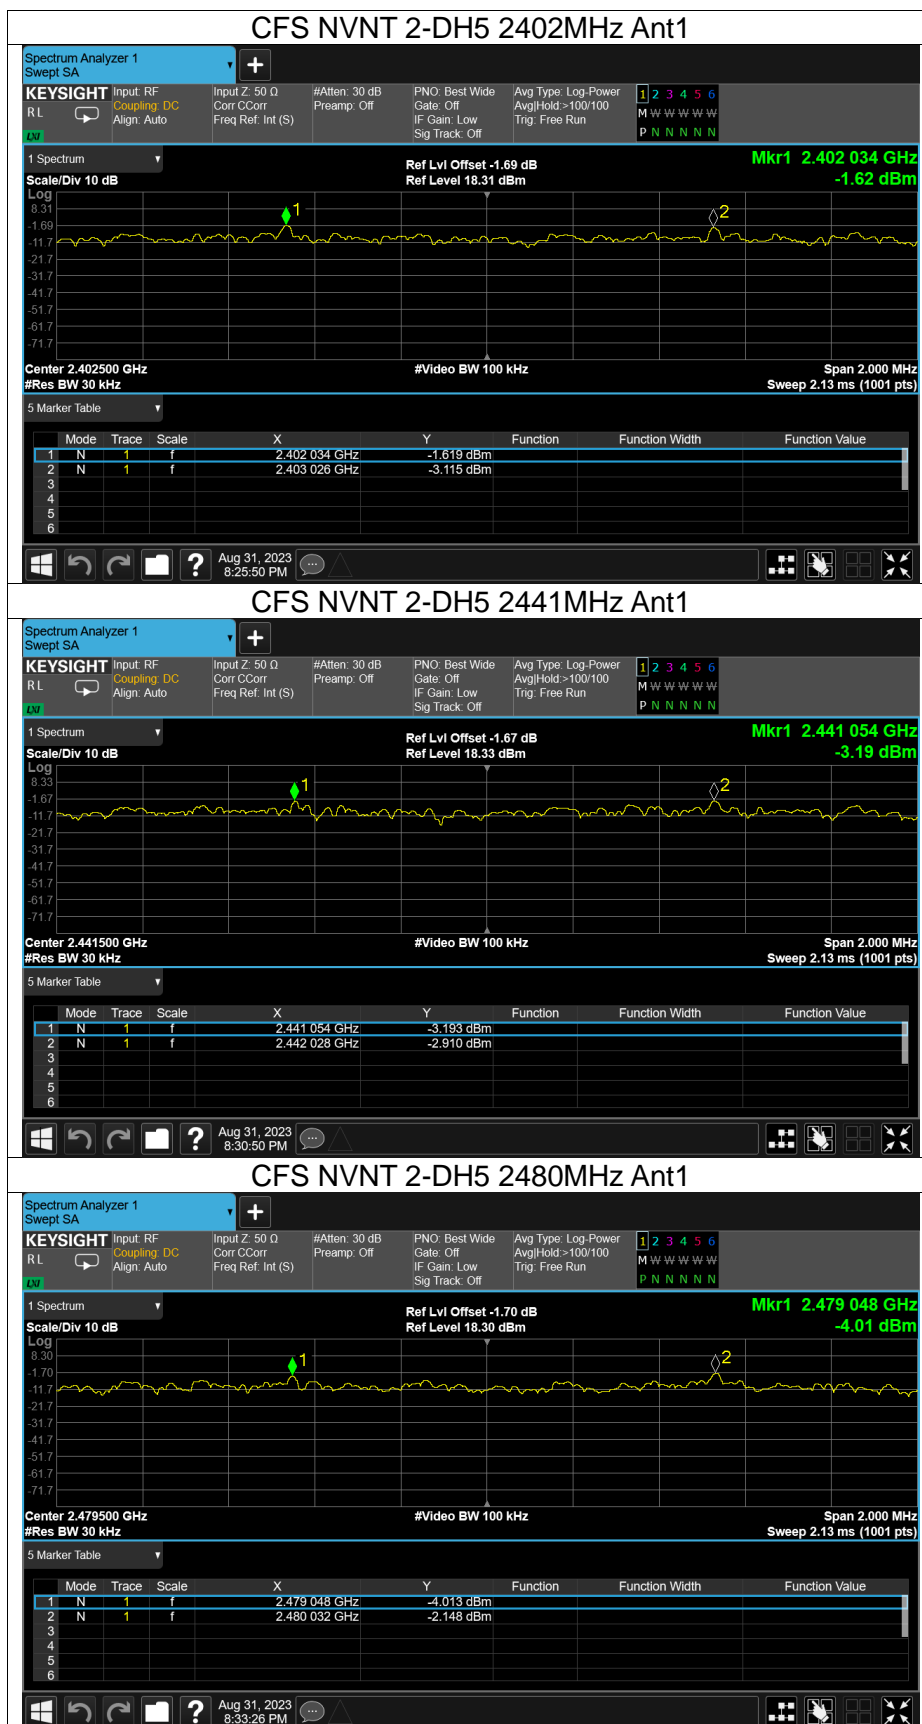 CFS NVNT 2-DH5 2402MHz Ant1
Spectrum Analyzer 1
Swept SA
+
KEYSIGHT Input: RF Input Z: 50 Ω #Atten: 30 dB PNO: Best Wide Avg Type: Log-Power 1 2 3 4 5 6
R L Coupling: DC Corr CCorr Preamp: Off Gate: Off Avg|Hold:>100/100 M W W W W W
Align: Auto Freq Ref: Int (S) IF Gain: Low Trig: Free Run
LXI Sig Track: Off P N N N N N
1 Spectrum Ref Lvl Offset -1.69 dB Mkr1 2.402 034 GHz
Scale/Div 10 dB Ref Level 18.31 dBm -1.62 dBm
Log
8.31
-1.69
-11.7
-21.7
-31.7
-41.7
-51.7
-61.7
-71.7
1 2
Center 2.402500 GHz #Video BW 100 kHz Span 2.000 MHz
#Res BW 30 kHz Sweep 2.13 ms (1001 pts)
5 Marker Table
Mode Trace Scale X Y Function Function Width Function Value
1 N 1 f 2.402 034 GHz -1.619 dBm
2 N 1 f 2.403 026 GHz -3.115 dBm
3
4
5
6
? Aug 31, 2023
8:25:50 PM
CFS NVNT 2-DH5 2441MHz Ant1
Spectrum Analyzer 1
Swept SA
+
KEYSIGHT Input: RF Input Z: 50 Ω #Atten: 30 dB PNO: Best Wide Avg Type: Log-Power 1 2 3 4 5 6
R L Coupling: DC Corr CCorr Preamp: Off Gate: Off Avg|Hold:>100/100 M W W W W W
Align: Auto Freq Ref: Int (S) IF Gain: Low Trig: Free Run
LXI Sig Track: Off P N N N N N
1 Spectrum Ref Lvl Offset -1.67 dB Mkr1 2.441 054 GHz
Scale/Div 10 dB Ref Level 18.33 dBm -3.19 dBm
Log
8.33
-1.67
-11.7
-21.7
-31.7
-41.7
-51.7
-61.7
-71.7
1 2
Center 2.441500 GHz #Video BW 100 kHz Span 2.000 MHz
#Res BW 30 kHz Sweep 2.13 ms (1001 pts)
5 Marker Table
Mode Trace Scale X Y Function Function Width Function Value
1 N 1 f 2.441 054 GHz -3.193 dBm
2 N 1 f 2.442 028 GHz -2.910 dBm
3
4
5
6
? Aug 31, 2023
8:30:50 PM
CFS NVNT 2-DH5 2480MHz Ant1
Spectrum Analyzer 1
Swept SA
+
KEYSIGHT Input: RF Input Z: 50 Ω #Atten: 30 dB PNO: Best Wide Avg Type: Log-Power 1 2 3 4 5 6
R L Coupling: DC Corr CCorr Preamp: Off Gate: Off Avg|Hold:>100/100 M W W W W W
Align: Auto Freq Ref: Int (S) IF Gain: Low Trig: Free Run
LXI Sig Track: Off P N N N N N
1 Spectrum Ref Lvl Offset -1.70 dB Mkr1 2.479 048 GHz
Scale/Div 10 dB Ref Level 18.30 dBm -4.01 dBm
Log
8.30
-1.70
-11.7
-21.7
-31.7
-41.7
-51.7
-61.7
-71.7
1 2
Center 2.479500 GHz #Video BW 100 kHz Span 2.000 MHz
#Res BW 30 kHz Sweep 2.13 ms (1001 pts)
5 Marker Table
Mode Trace Scale X Y Function Function Width Function Value
1 N 1 f 2.479 048 GHz -4.013 dBm
2 N 1 f 2.480 032 GHz -2.148 dBm
3
4
5
6
? Aug 31, 2023
8:33:26 PM